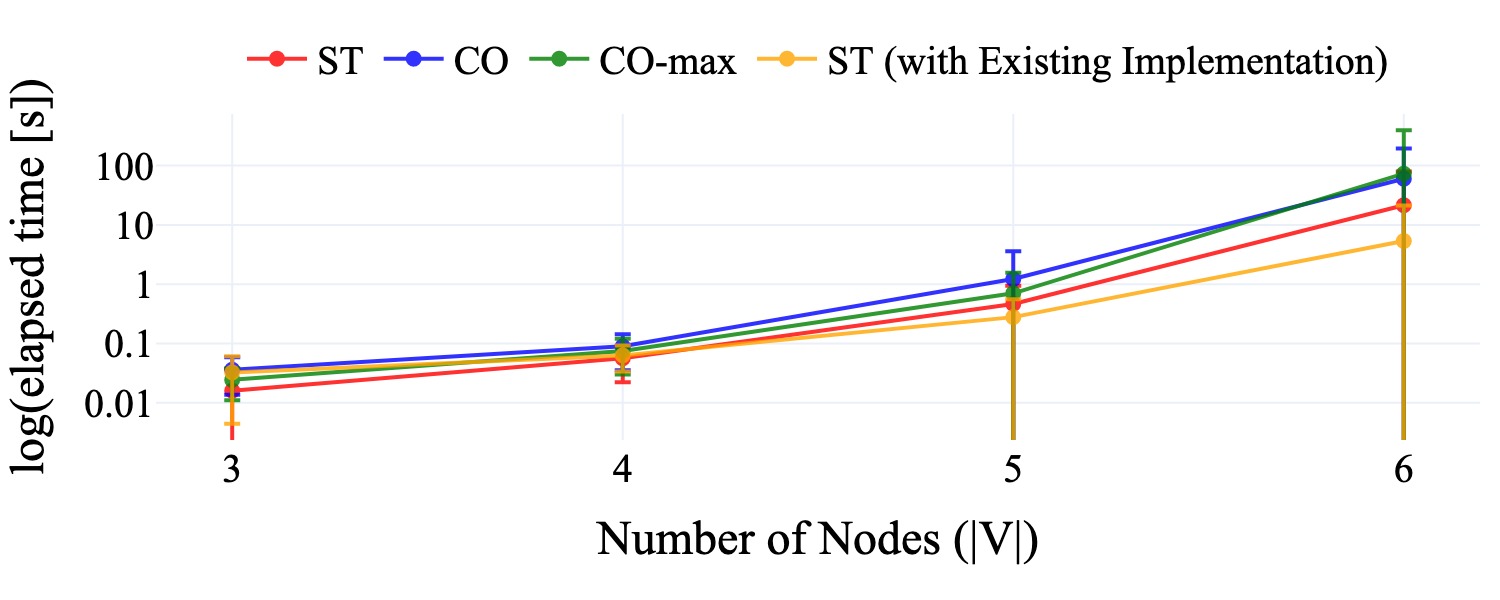 ST CO CO-max ST (with Existing Implementation)
log(elapsed time [s])
100
10
1
0.1
0.01
3 4 5 6
Number of Nodes (|V|)